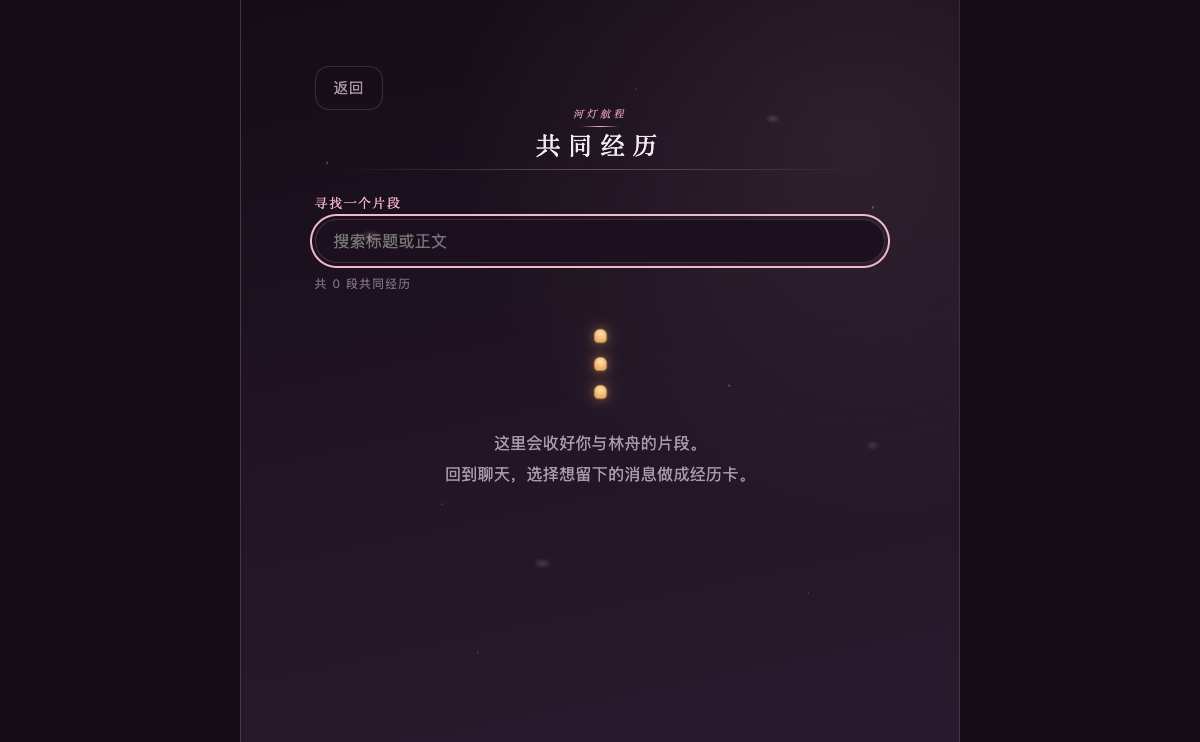 返回
河灯航程
共同经历
寻找一个片段
搜索标题或正文
共 0 段共同经历
这里会收好你与林舟的片段。
回到聊天，选择想留下的消息做成经历卡。